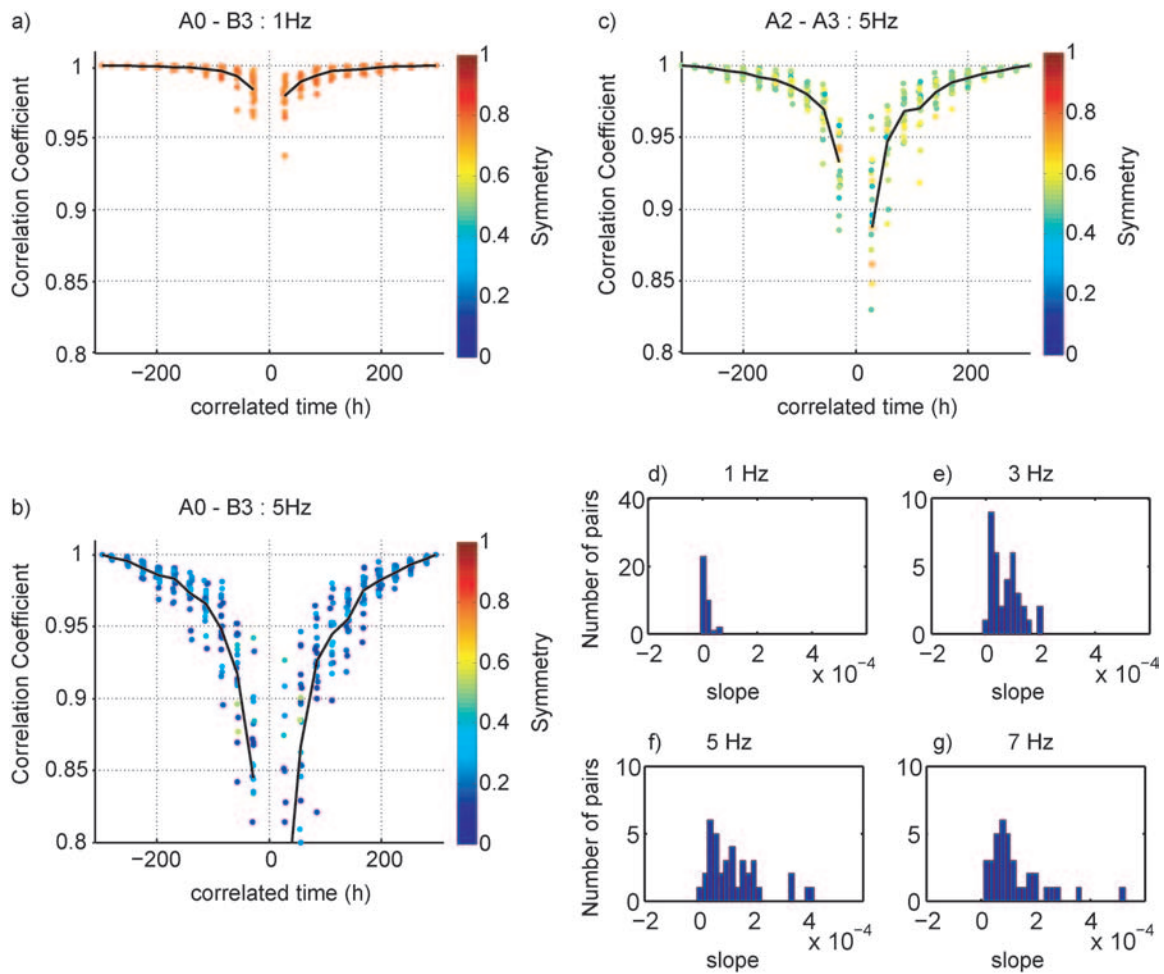 a) A0 - B3 : 1Hz
1
0.95
0.9
0.85
0.8
Correlation Coefficient
−200 0 200
correlated time (h)
1
0.8
0.6
0.4
0.2
0
Symmetry
c) A2 - A3 : 5Hz
1
0.95
0.9
0.85
0.8
Correlation Coefficient
−200 0 200
correlated time (h)
1
0.8
0.6
0.4
0.2
0
Symmetry
b) A0 - B3 : 5Hz
1
0.95
0.9
0.85
0.8
Correlation Coefficient
−200 0 200
correlated time (h)
1
0.8
0.6
0.4
0.2
0
Symmetry
d) 1 Hz
40
20
0
Number of pairs
−2 0 2 4
x 10−4
slope
e) 3 Hz
10
5
0
−2 0 2 4
x 10−4
slope
f) 5 Hz
10
5
0
Number of pairs
−2 0 2 4
x 10−4
slope
g) 7 Hz
10
5
0
−2 0 2 4
x 10−4
slope